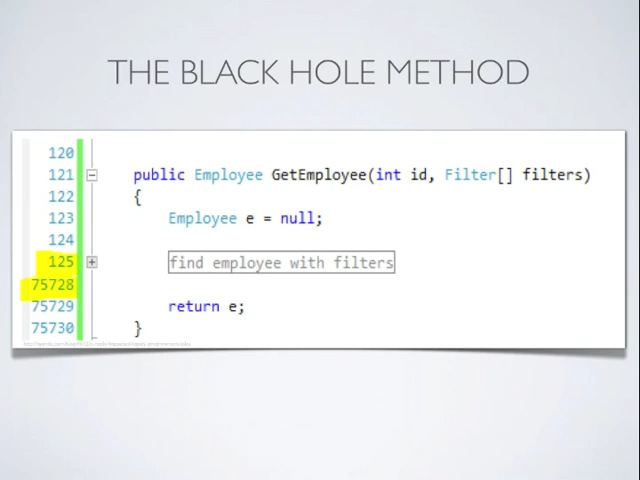 THE BLACK HOLE METHOD
120
121 public Employee GetEmployee(int id, Filter[] filters)
122 {
123 Employee e = null;
124
125 find employee with filters
75728
75729 return e;
75730 }